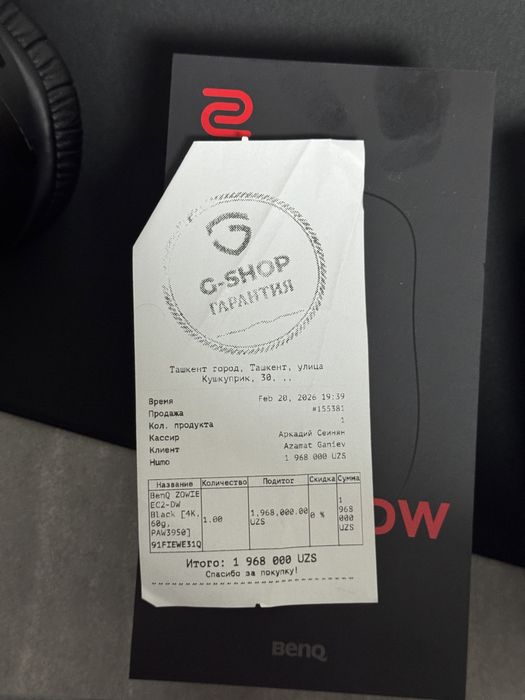 G-SHOP
ГАРАНТИЯ
Ташкент город, Ташкент, улица
Кушкуприк, 30, ..
Время Feb 20, 2026 19:39
Продажа #155381
Кол. продукта 1
Кассир Аркадий Сеинян
Клиент Azamat Ganiev
Humo 1 968 000 UZS
Название Количество Подитог Скидка Сумма
BenQ ZOWIE EC2-DW Black [4K, 60g, PAW3950] 91FIEWE31Q 1.00 1,968,000.00 UZS 0 % 1 968 000 UZS
Итого: 1 968 000 UZS
Спасибо за покупку!
DW
BenQ